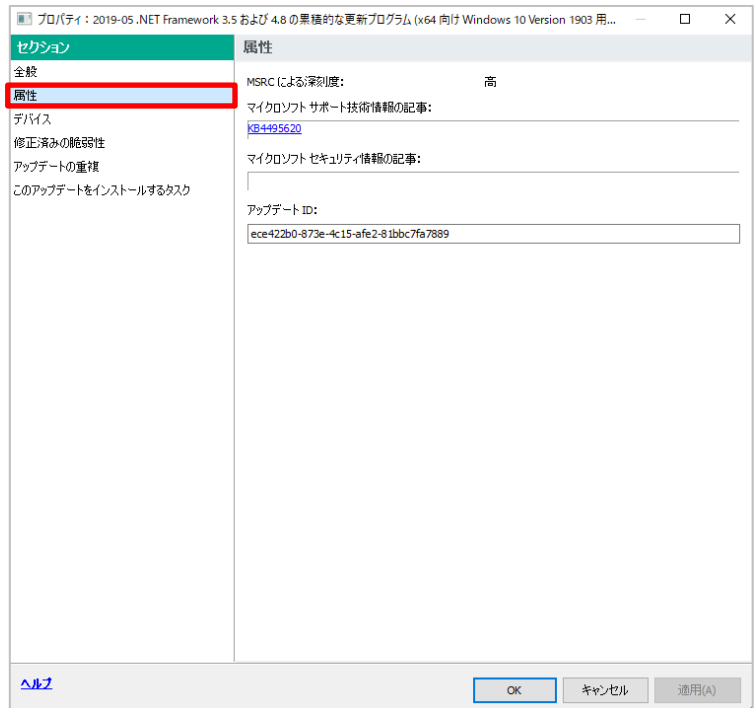 プロパティ：2019-05 .NET Framework 3.5 および 4.8 の累積的な更新プログラム (x64 向け Windows 10 Version 1903 用...
セクション
全般
属性
デバイス
修正済みの脆弱性
アップデートの重複
このアップデートをインストールするタスク
属性
MSRC による深刻度: 高
マイクロソフト サポート技術情報の記事:
KB4495620
マイクロソフト セキュリティ情報の記事:
アップデート ID:
ece422b0-873e-4c15-afe2-81bbc7fa7889
ヘルプ
OK キャンセル 適用(A)